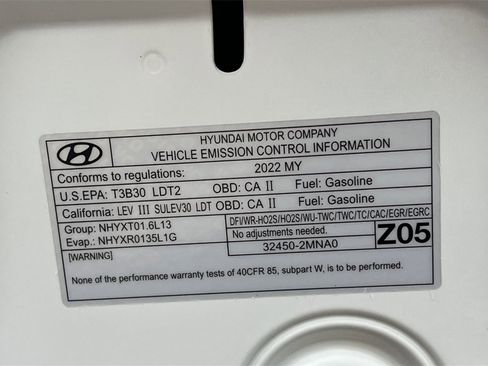 HYUNDAI MOTOR COMPANY
VEHICLE EMISSION CONTROL INFORMATION
Conforms to regulations: 2022 MY
U.S.EPA: T3B30 LDT2 OBD: CA II Fuel: Gasoline
California: LEV III SULEV30 LDT OBD: CA II Fuel: Gasoline
Group: NHYXT01.6L13
Evap.: NHYXR0135L1G
DFI/WR-HO2S/HO2S/WU-TWC/TWC/TC/CAC/EGR/EGRC
No adjustments needed.
32450-2MNA0
Z05
[WARNING]
None of the performance warranty tests of 40CFR 85, subpart W, is to be performed.